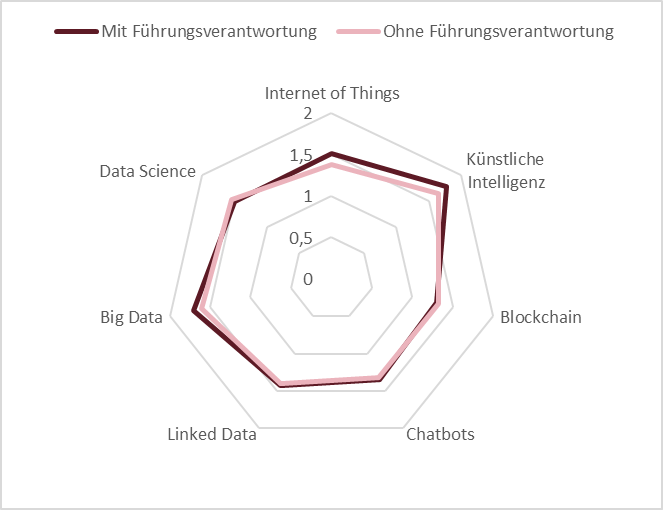 Mit Führungsverantwortung
Ohne Führungsverantwortung
Internet of Things
2
1,5
1
0,5
0
Künstliche
Intelligenz
Data Science
Blockchain
Big Data
Chatbots
Linked Data